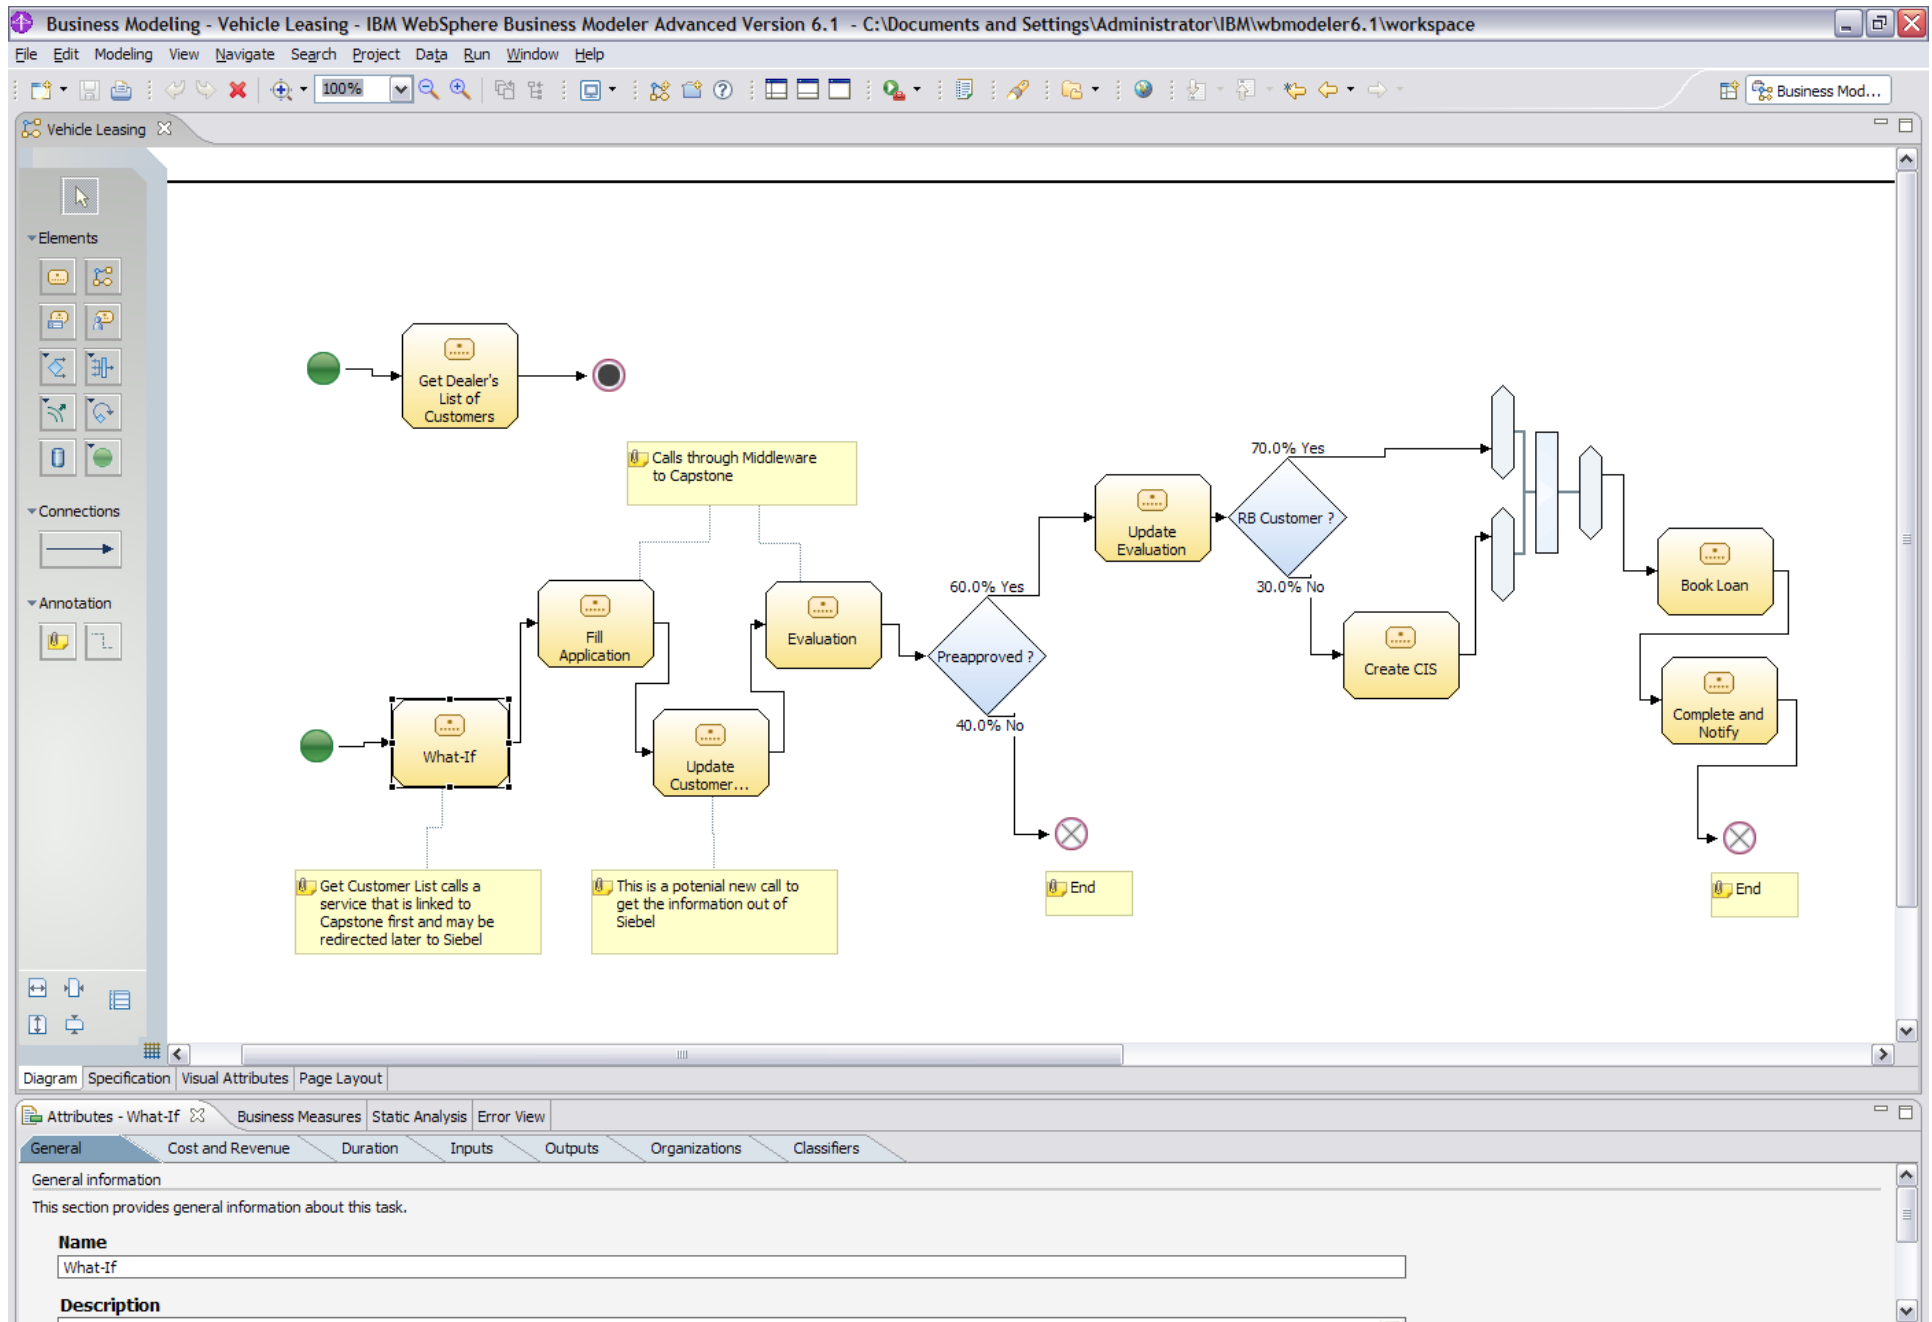 Business Modeling - Vehicle Leasing - IBM WebSphere Business Modeler Advanced Version 6.1 - C:\Documents and Settings\Administrator\IBM\wbmodeler6.1\workspace
File Edit Modeling View Navigate Search Project Data Run Window Help
100%
Business Mod...
Vehicle Leasing
Elements
Connections
Annotation
Get Dealer's
List of
Customers
Calls through Middleware
to Capstone
What-If
Fill
Application
Update
Customer...
Evaluation
Preapproved ?
60.0% Yes
40.0% No
Update
Evaluation
RB Customer ?
70.0% Yes
30.0% No
Create CIS
Book Loan
Complete and
Notify
Get Customer List calls a
service that is linked to
Capstone first and may be
redirected later to Siebel
This is a potenial new call to
get the information out of
Siebel
End
End
Diagram Specification Visual Attributes Page Layout
Attributes - What-If Business Measures Static Analysis Error View
General Cost and Revenue Duration Inputs Outputs Organizations Classifiers
General information
This section provides general information about this task.
Name
What-If
Description